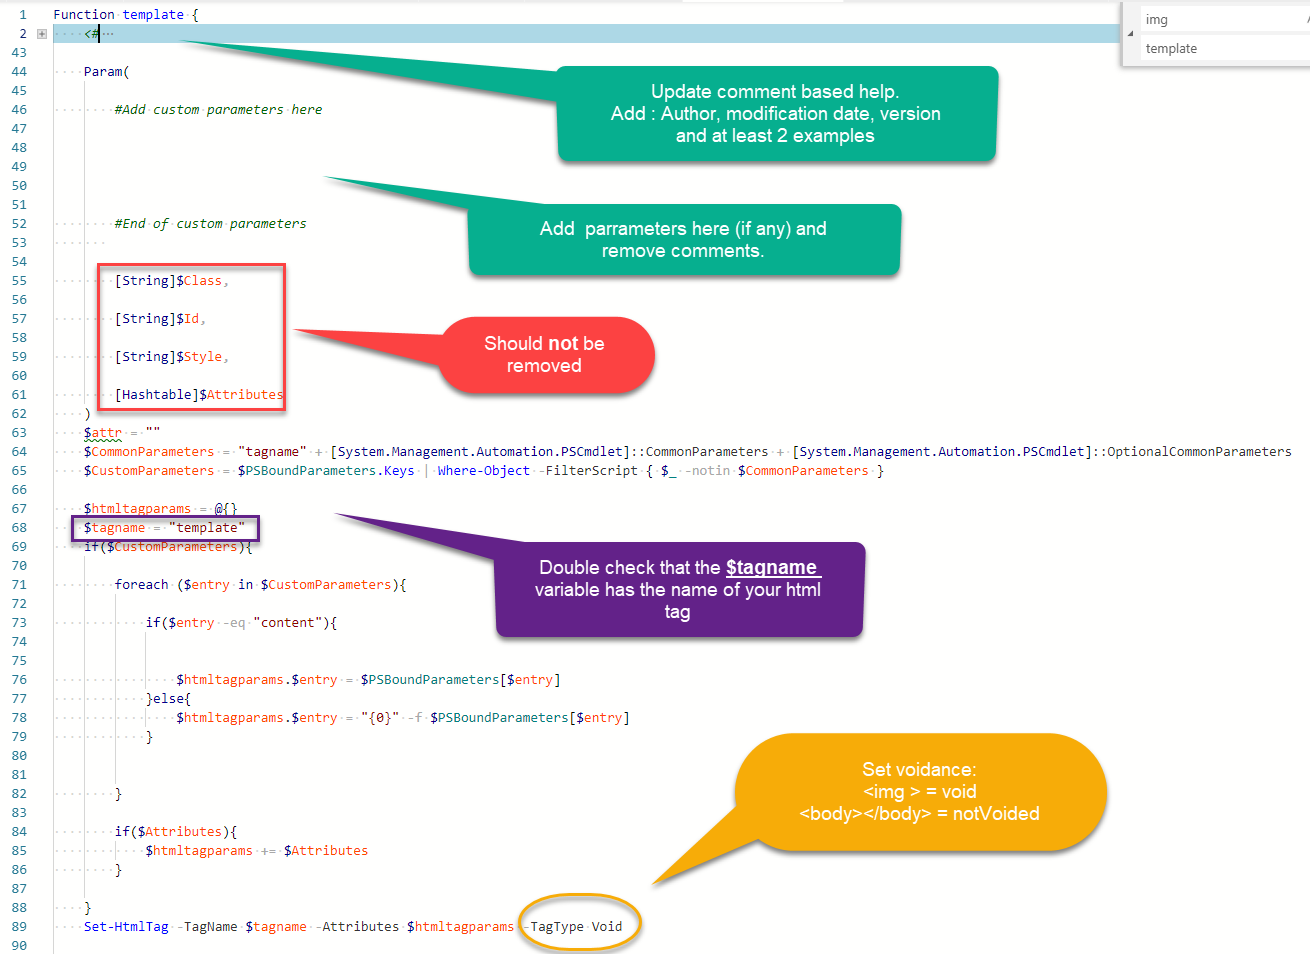 1 Function template {
2 <# ...
img
template
43
44 Param(
45
46 #Add custom parameters here
47
48
49
50
51
52 #End of custom parameters
53
54
55 [String]$Class,
56
57 [String]$Id,
58
59 [String]$Style,
60
61 [Hashtable]$Attributes
62 )
63 $attr = ""
64 $CommonParameters = "tagname" + [System.Management.Automation.PSCmdlet]::CommonParameters + [System.Management.Automation.PSCmdlet]::OptionalCommonParameters
65 $CustomParameters = $PSBoundParameters.Keys | Where-Object -FilterScript { $_ -notin $CommonParameters }
66
67 $htmltagparams = @{}
68 $tagname = "template"
69 if($CustomParameters){
70
71 foreach ($entry in $CustomParameters){
72
73 if($entry -eq "content"){
74
75
76 $htmltagparams.$entry = $PSBoundParameters[$entry]
77 }else{
78 $htmltagparams.$entry = "{0}" -f $PSBoundParameters[$entry]
79 }
80
81
82 }
83
84 if($Attributes){
85 $htmltagparams += $Attributes
86 }
87
88 }
89 Set-HtmlTag -TagName $tagname -Attributes $htmltagparams -TagType Void
90
Update comment based help.
Add : Author, modification date, version
and at least 2 examples
Add parrameters here (if any) and
remove comments.
Should not be
removed
Double check that the $tagname
variable has the name of your html
tag
Set voidance:
<img > = void
<body></body> = notVoided